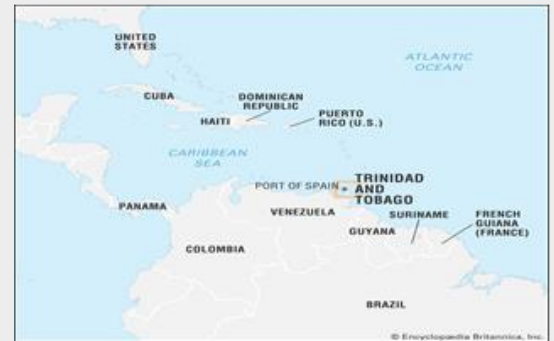 UNITED
STATES
ATLANTIC
OCEAN
CUBA
DOMINICAN
REPUBLIC
HAITI
PUERTO
RICO (U.S.)
CARIBBEAN
SEA
PORT OF SPAIN
TRINIDAD
AND
TOBAGO
PANAMA
VENEZUELA
SURINAME
FRENCH
GUIANA
(FRANCE)
GUYANA
COLOMBIA
BRAZIL
© Encyclopædia Britannica, Inc.